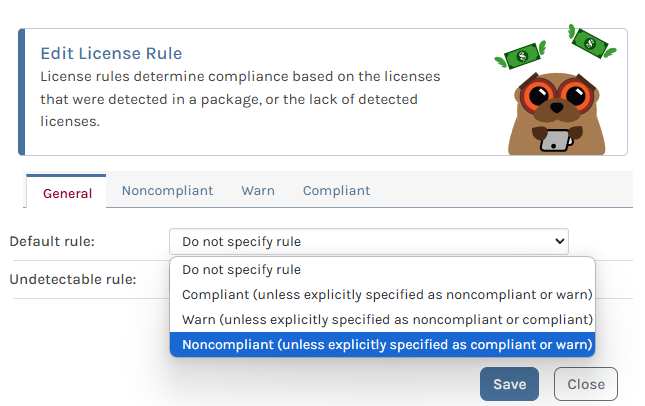 Edit License Rule
License rules determine compliance based on the licenses
that were detected in a package, or the lack of detected
licenses.
General Noncompliant Warn Compliant
Default rule: Do not specify rule
Do not specify rule
Undetectable rule:
Compliant (unless explicitly specified as noncompliant or warn)
Warn (unless explicitly specified as noncompliant or compliant)
Noncompliant (unless explicitly specified as compliant or warn)
Save Close